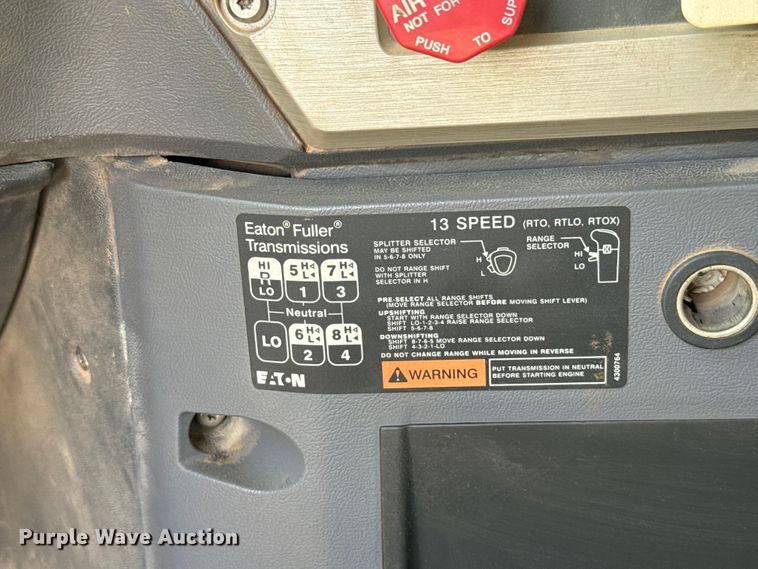 AIR
NOT FOR
PUSH TO SUP
Eaton® Fuller®
Transmissions
13 SPEED (RTO, RTLO, RTOX)
SPLITTER SELECTOR
MAY BE SHIFTED
IN 5-6-7-8 ONLY
H
L
RANGE
SELECTOR
HI
LO
DO NOT RANGE SHIFT
WITH SPLITTER
SELECTOR IN H
HI
R
LO
5 H L
1
7 H L
3
Neutral
LO
6 H L
2
8 H L
4
PRE-SELECT ALL RANGE SHIFTS
(MOVE RANGE SELECTOR BEFORE MOVING SHIFT LEVER)
UPSHIFTING
START WITH RANGE SELECTOR DOWN
SHIFT LO-1-2-3-4 RAISE RANGE SELECTOR
SHIFT 5-6-7-8
DOWNSHIFTING
SHIFT 8-7-6-5 MOVE RANGE SELECTOR DOWN
SHIFT 4-3-2-1-LO
DO NOT CHANGE RANGE WHILE MOVING IN REVERSE
EATON
WARNING
PUT TRANSMISSION IN NEUTRAL
BEFORE STARTING ENGINE
4300764
Purple Wave Auction